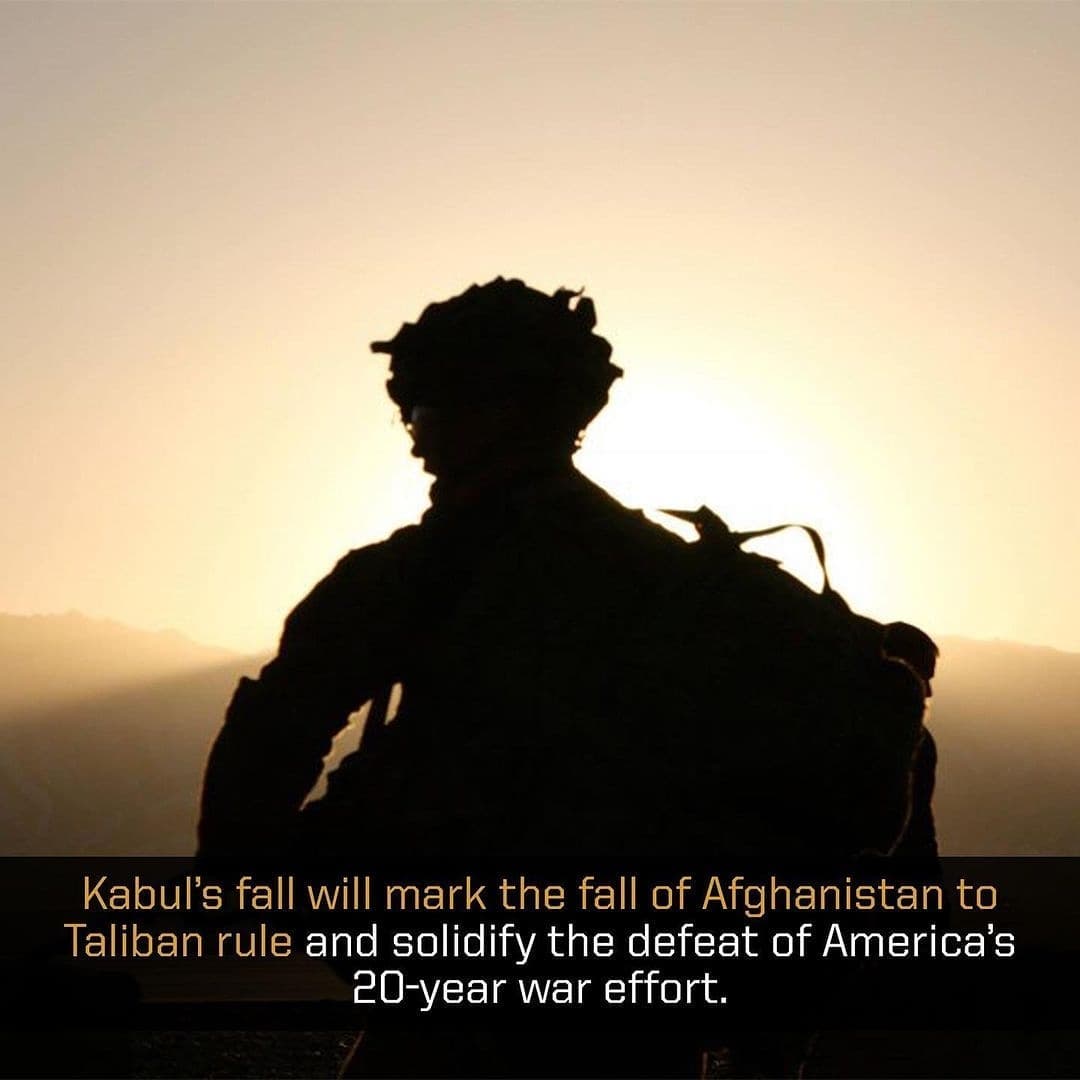 Kabul’s fall will mark the fall of Afghanistan to
Taliban rule and solidify the defeat of America’s
20-year war effort.